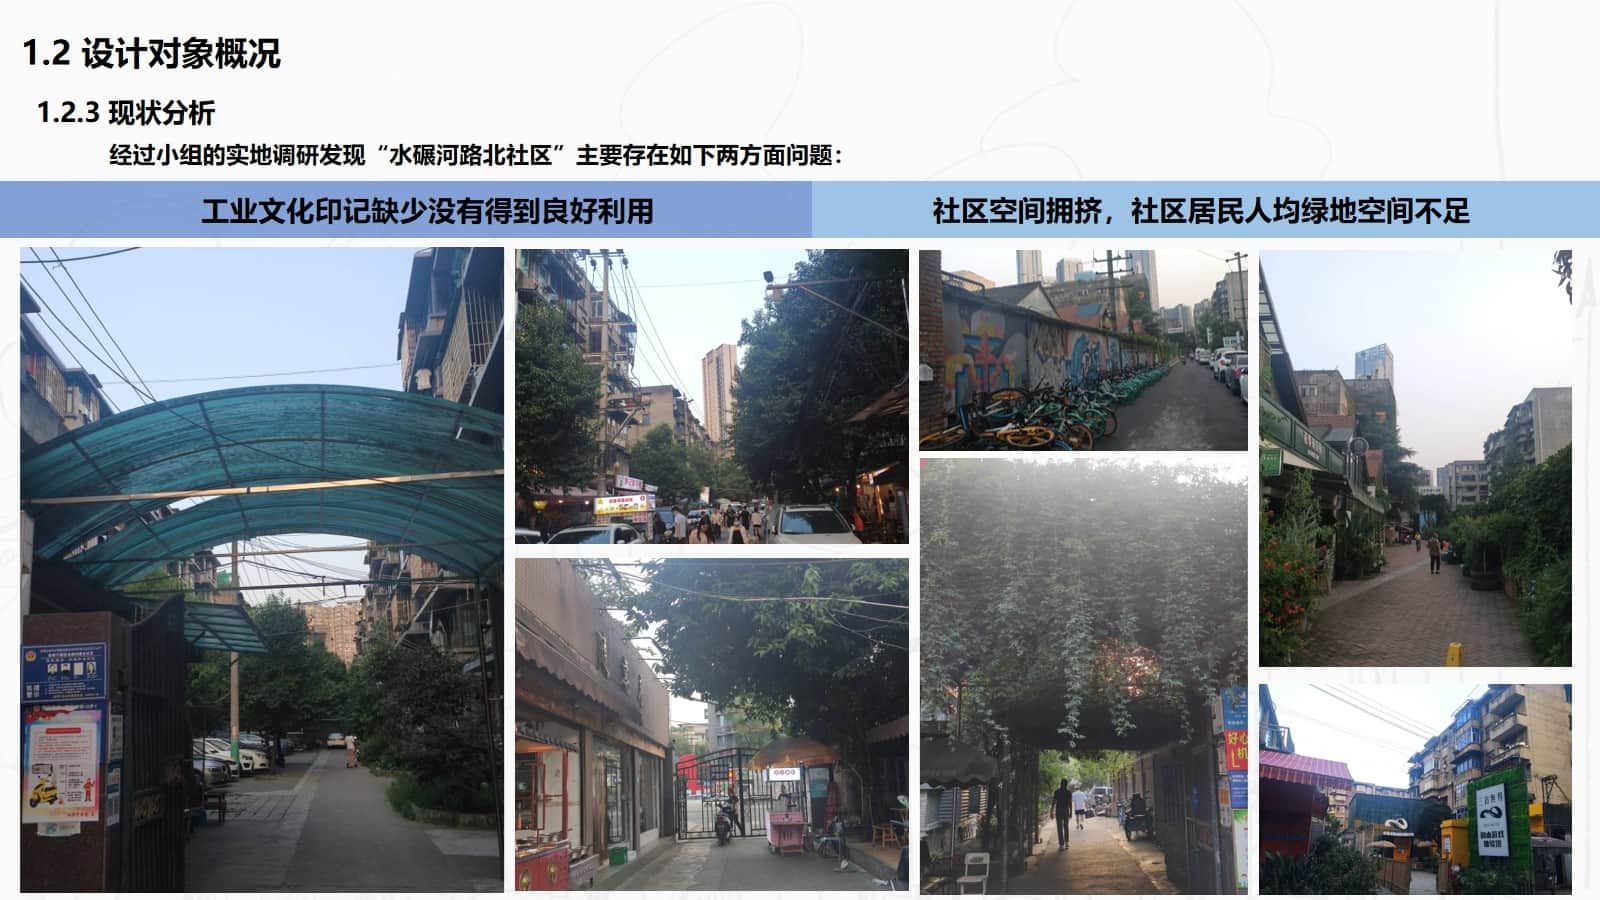 1.2 设计对象概况
1.2.3 现状分析
经过小组的实地调研发现“水碾河路北社区”主要存在如下两方面问题：
工业文化印记缺少没有得到良好利用
社区空间拥挤，社区居民人均绿地空间不足
好心
机